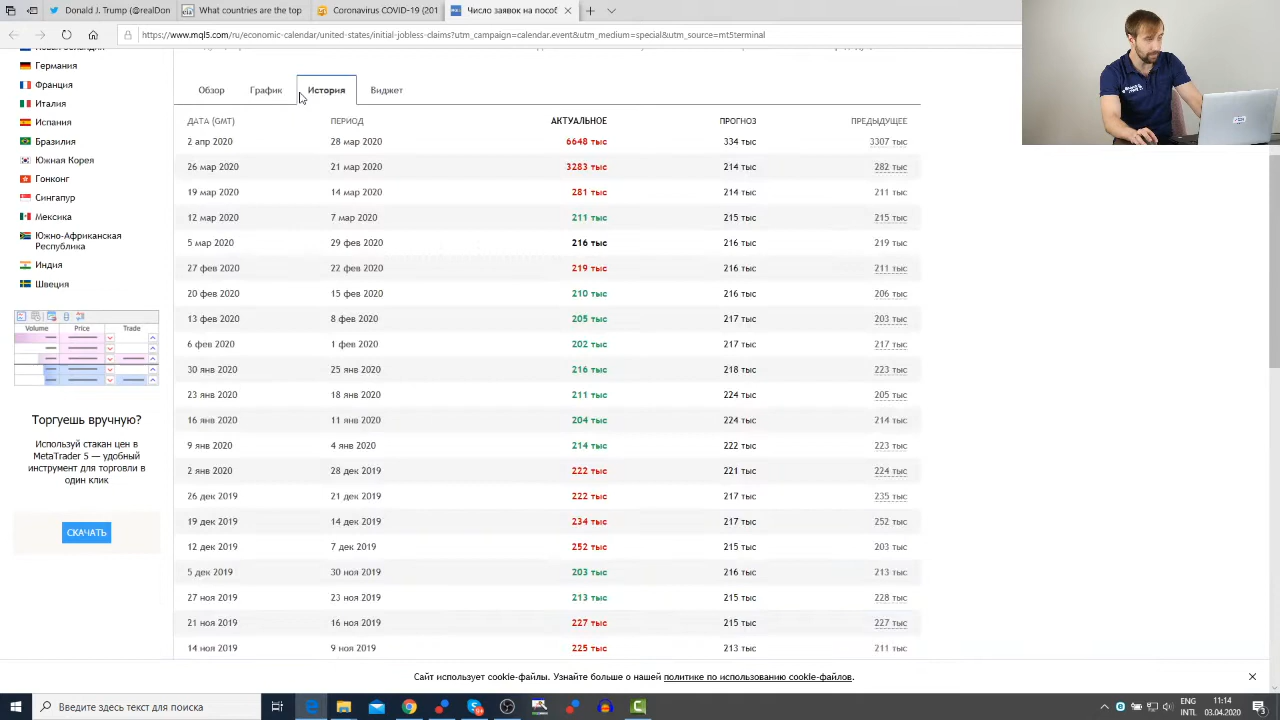 Donald J. Trump (@realDon
What countries are the top
Coronavirus COVID-19 (201
Число заявок на посо
https://www.mql5.com/ru/economic-calendar/united-states/initial-jobless-claims?utm_campaign=calendar.event&utm_medium=special&utm_source=mt5terminal
Германия
Франция
Италия
Испания
Бразилия
Южная Корея
Гонконг
Сингапур
Мексика
Южно-Африканская
Республика
Индия
Швеция
Volume Price Trade
Торгуешь вручную?
Используй стакан цен в
MetaTrader 5 — удобный
инструмент для торговли в
один клик
СКАЧАТЬ
Обзор График История Виджет
ДАТА (GMT) ПЕРИОД АКТУАЛЬНОЕ ПРОГНОЗ ПРЕДЫДУЩЕЕ
2 апр 2020 28 мар 2020 6648 тыс 334 тыс 3307 тыс
26 мар 2020 21 мар 2020 3283 тыс 214 тыс 282 тыс
19 мар 2020 14 мар 2020 281 тыс 214 тыс 211 тыс
12 мар 2020 7 мар 2020 211 тыс 215 тыс 215 тыс
5 мар 2020 29 фев 2020 216 тыс 216 тыс 219 тыс
27 фев 2020 22 фев 2020 219 тыс 216 тыс 211 тыс
20 фев 2020 15 фев 2020 210 тыс 216 тыс 206 тыс
13 фев 2020 8 фев 2020 205 тыс 217 тыс 203 тыс
6 фев 2020 1 фев 2020 202 тыс 217 тыс 217 тыс
30 янв 2020 25 янв 2020 216 тыс 218 тыс 223 тыс
23 янв 2020 18 янв 2020 211 тыс 224 тыс 205 тыс
16 янв 2020 11 янв 2020 204 тыс 224 тыс 214 тыс
9 янв 2020 4 янв 2020 214 тыс 222 тыс 223 тыс
2 янв 2020 28 дек 2019 222 тыс 221 тыс 224 тыс
26 дек 2019 21 дек 2019 222 тыс 217 тыс 235 тыс
19 дек 2019 14 дек 2019 234 тыс 217 тыс 252 тыс
12 дек 2019 7 дек 2019 252 тыс 215 тыс 203 тыс
5 дек 2019 30 ноя 2019 203 тыс 216 тыс 213 тыс
27 ноя 2019 23 ноя 2019 213 тыс 215 тыс 228 тыс
21 ноя 2019 16 ноя 2019 227 тыс 215 тыс 227 тыс
14 ноя 2019 9 ноя 2019 225 тыс 213 тыс 211 тыс
Сайт использует cookie-файлы. Узнайте больше о нашей политике по использованию cookie-файлов.
Введите здесь текст для поиска
ENG
INTL
11:14
03.04.2020